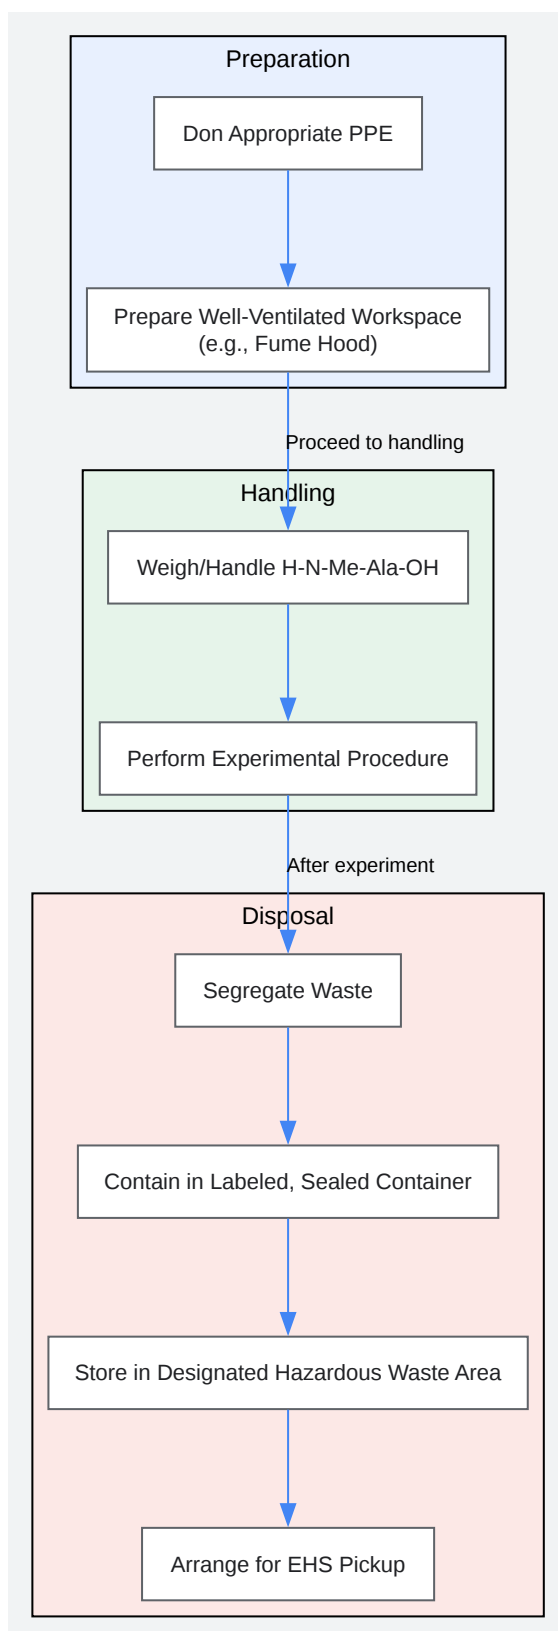 Preparation
Don Appropriate PPE
Prepare Well-Ventilated Workspace
(e.g., Fume Hood)
Proceed to handling
Handling
Weigh/Handle H-N-Me-Ala-OH
Perform Experimental Procedure
After experiment
Disposal
Segregate Waste
Contain in Labeled, Sealed Container
Store in Designated Hazardous Waste Area
Arrange for EHS Pickup